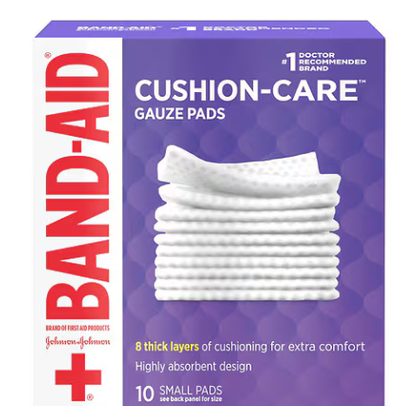 #1 DOCTOR
RECOMMENDED
BRAND
CUSHION-CARE™
GAUZE PADS
BAND-AID®
BRAND OF FIRST AID PRODUCTS
Johnson & Johnson
8 thick layers of cushioning for extra comfort
Highly absorbent design
10 SMALL PADS
see back panel for size